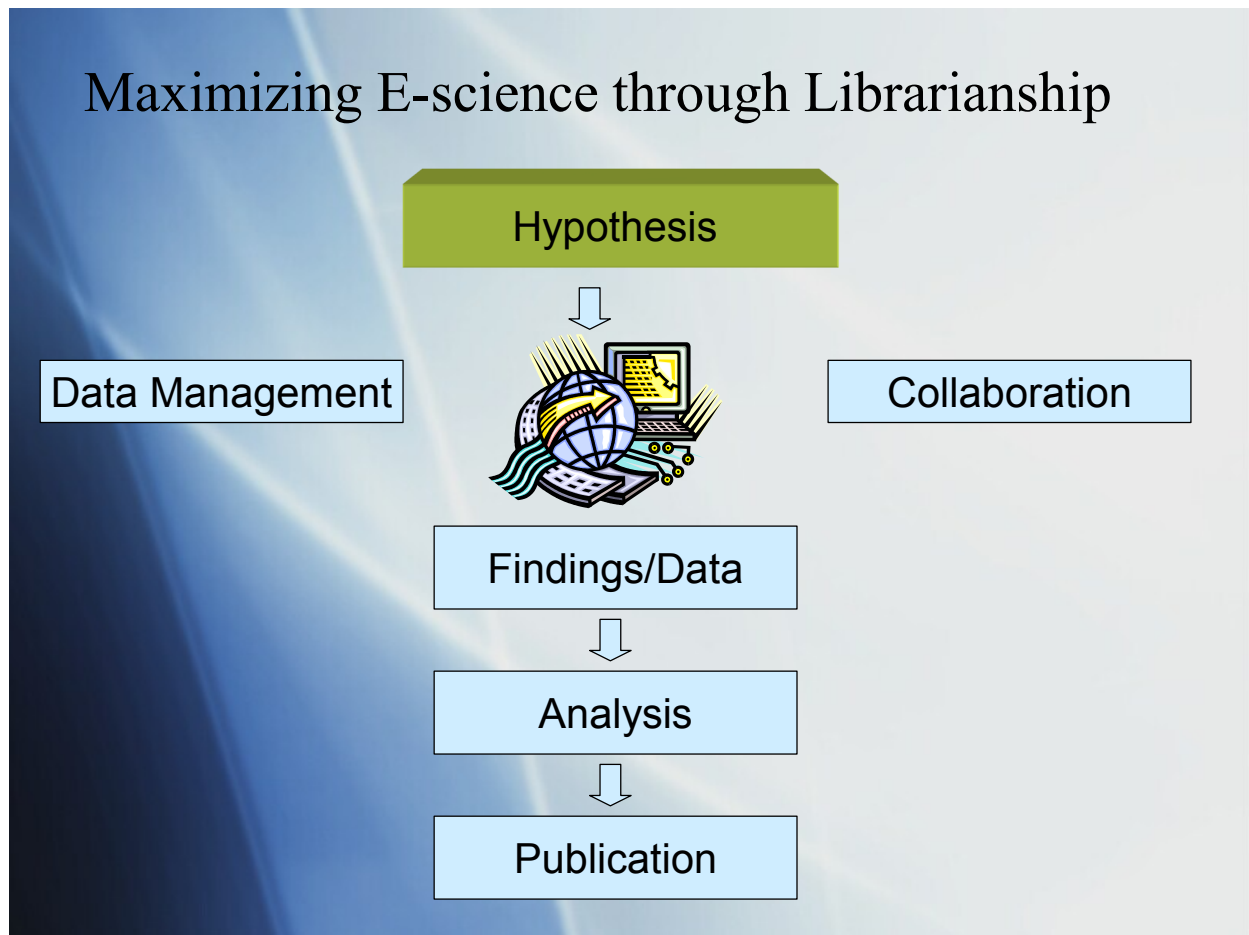 Maximizing E-science through Librarianship
Hypothesis
Data Management
Collaboration
Findings/Data
Analysis
Publication